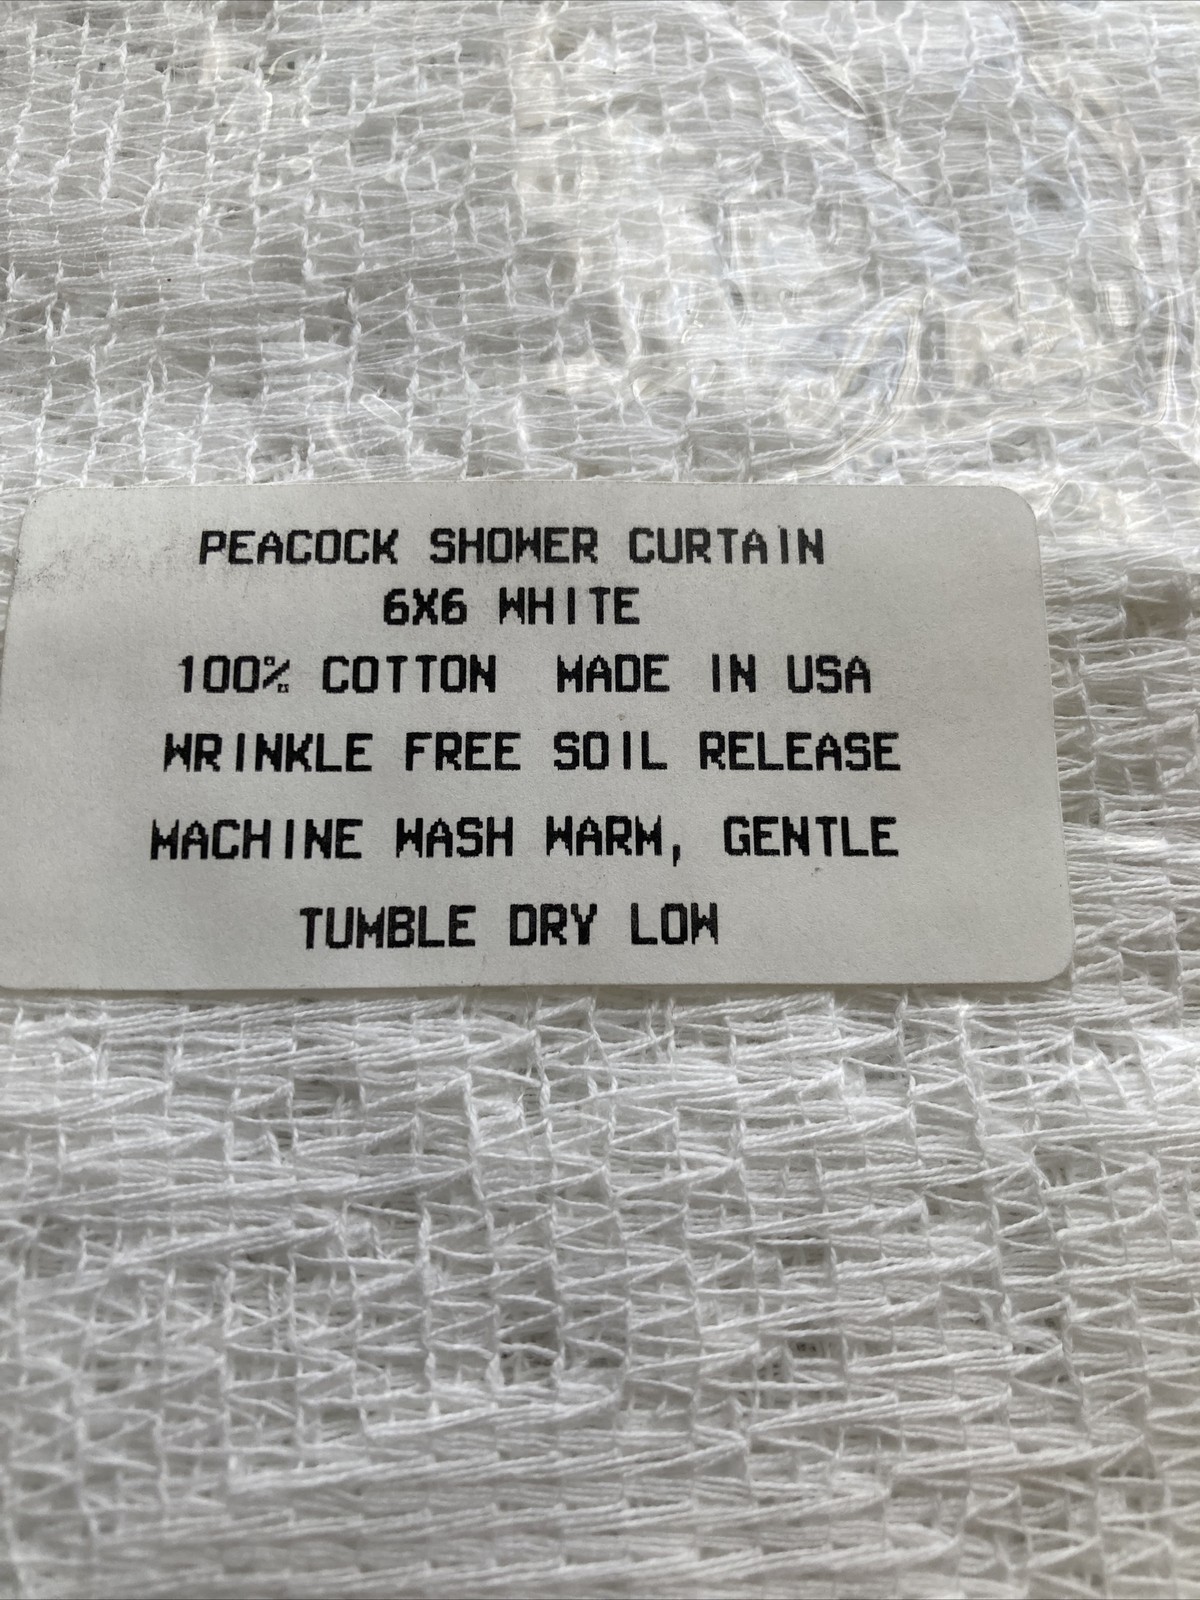 PEACOCK SHOWER CURTAIN
6X6 WHITE
100% COTTON MADE IN USA
WRINKLE FREE SOIL RELEASE
MACHINE WASH WARM, GENTLE
TUMBLE DRY LOW